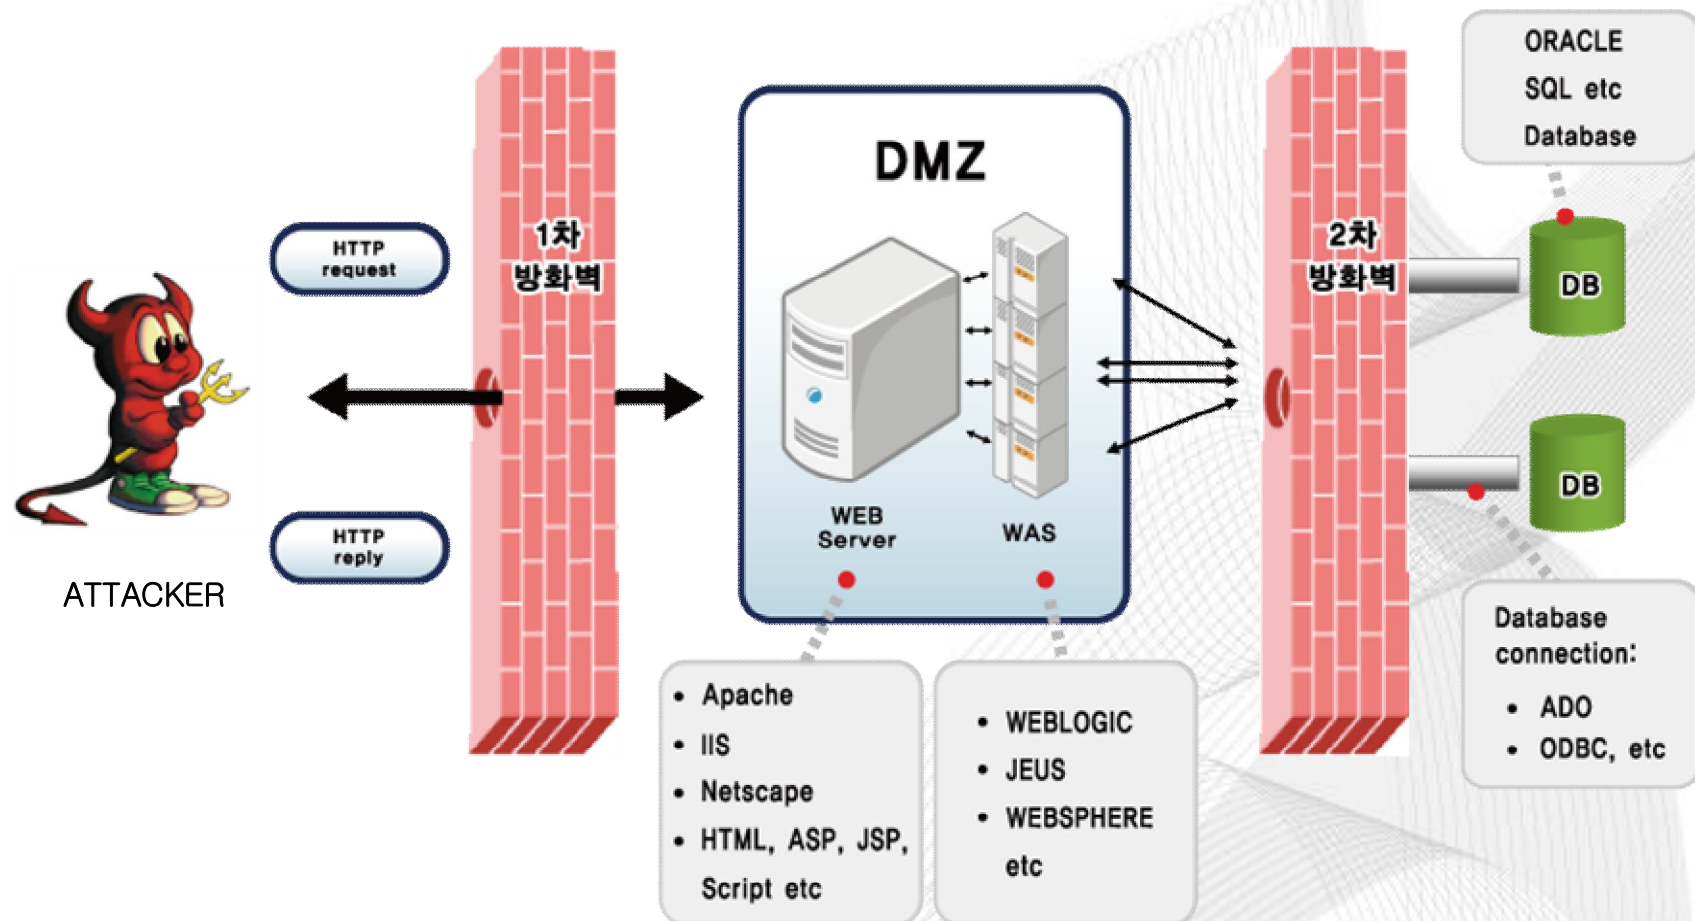 ORACLE
SQL etc
Database
DMZ
1차
방화벽
2차
방화벽
HTTP
request
DB
HTTP
reply
DB
WEB
Server
WAS
ATTACKER
• Apache
• IIS
• Netscape
• HTML, ASP, JSP,
Script etc
• WEBLOGIC
• JEUS
• WEBSPHERE
etc
Database
connection:
• ADO
• ODBC, etc